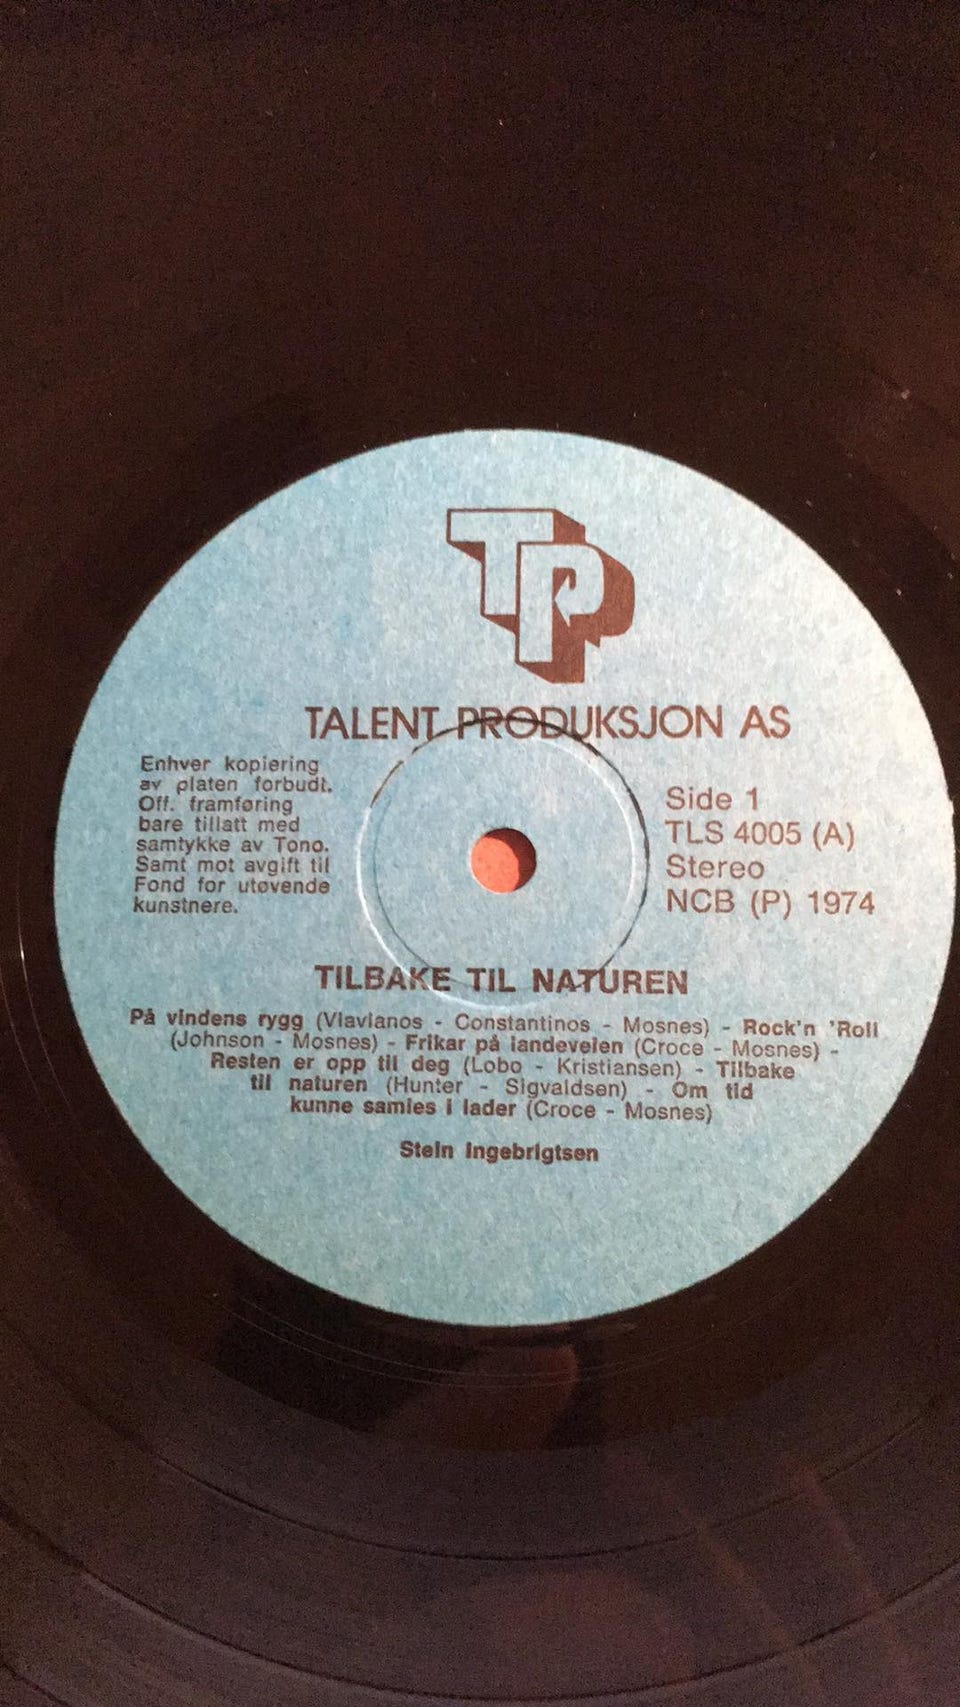 TP
TALENT PRODUKSJON AS
Enhver kopiering
av platen forbudt.
Off. framføring
bare tillatt med
samtykke av Tono.
Samt mot avgift til
Fond for utøvende
kunstnere.
Side 1
TLS 4005 (A)
Stereo
NCB (P) 1974
TILBAKE TIL NATUREN
På vindens rygg (Vlavianos - Constantinos - Mosnes) - Rock'n 'Roll
(Johnson - Mosnes) - Frikar på landeveien (Croce - Mosnes) -
Resten er opp til deg (Lobo - Kristiansen) - Tilbake
til naturen (Hunter - Sigvaldsen) - Om tid
kunne samles i lader (Croce - Mosnes)
Stein Ingebrigtsen